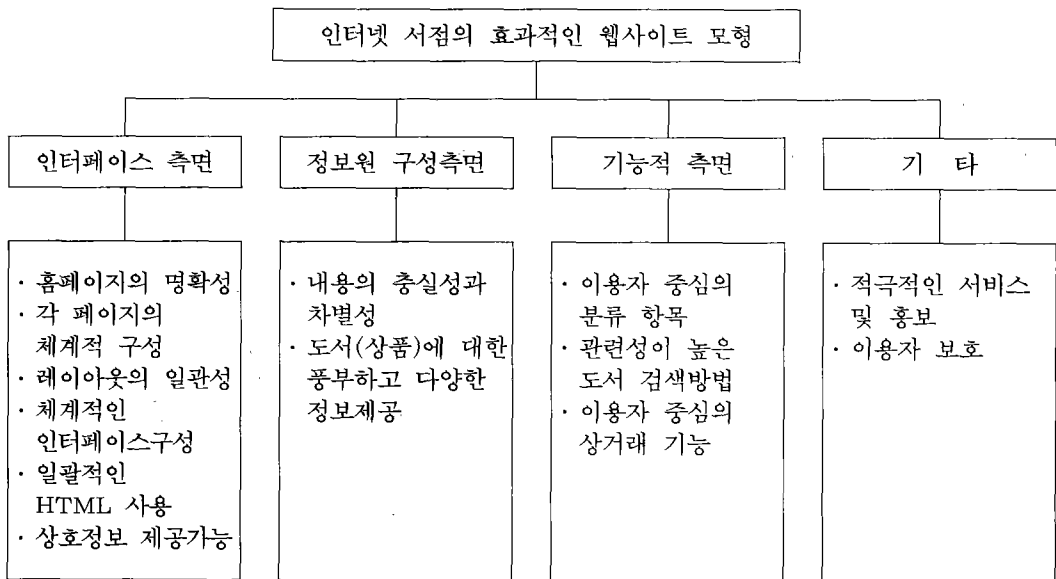 인터넷 서점의 효과적인 웹사이트 모형
인터페이스 측면
정보원 구성측면
기능적 측면
기 타
· 홈페이지의 명확성
· 각 페이지의
체계적 구성
· 레이아웃의 일관성
· 체계적인
인터페이스구성
· 일괄적인
HTML 사용
· 상호정보 제공가능
· 내용의 충실성과
차별성
· 도서(상품)에 대한
풍부하고 다양한
정보제공
· 이용자 중심의
분류 항목
· 관련성이 높은
도서 검색방법
· 이용자 중심의
상거래 기능
· 적극적인 서비스
및 홍보
· 이용자 보호